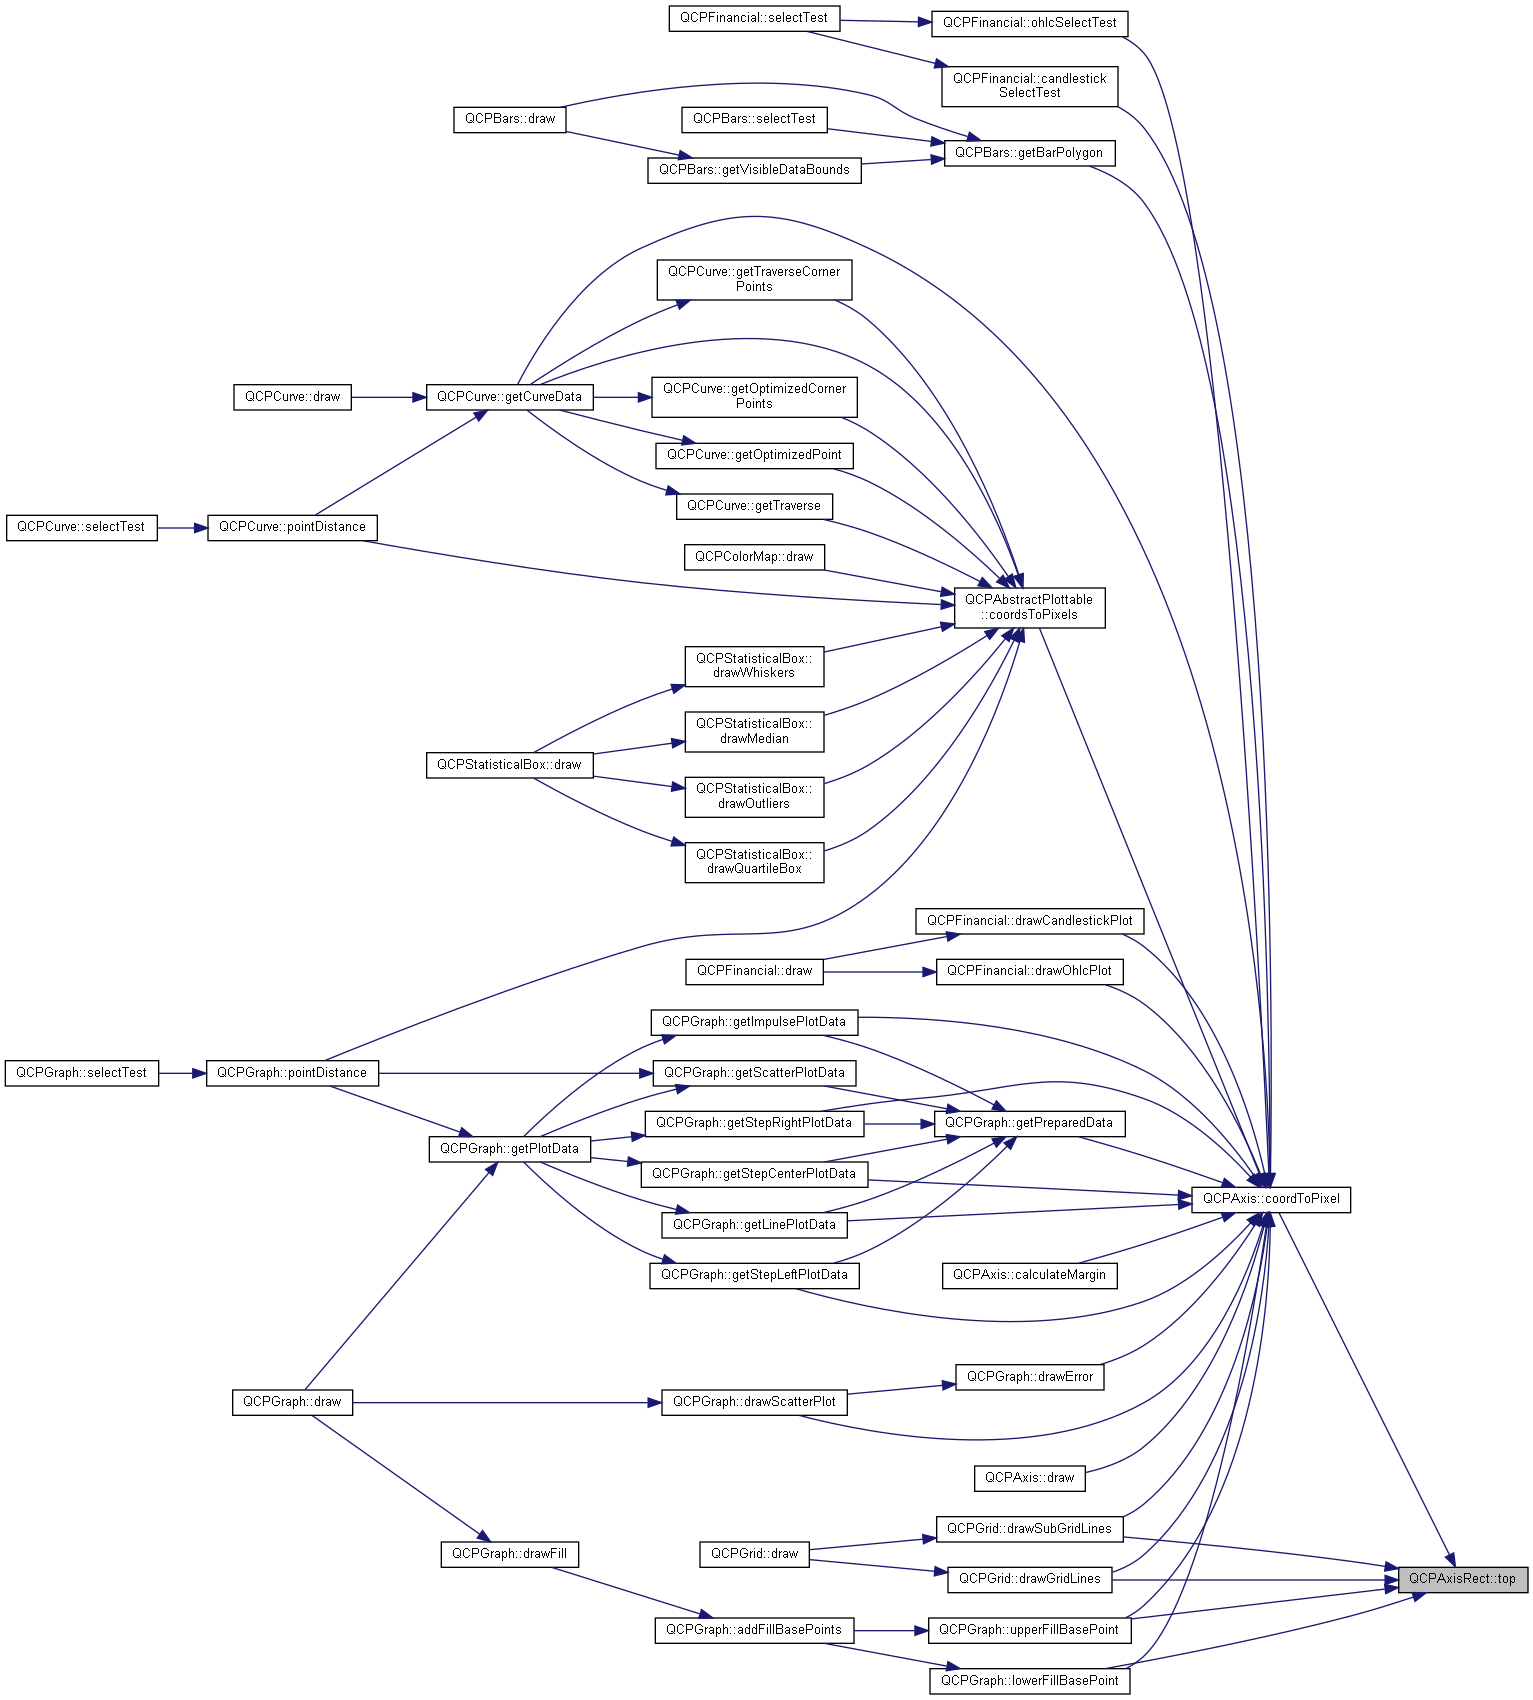 QCPFinancial::selectTest
QCPFinancial::ohlcSelectTest
QCPFinancial::candlestick
SelectTest
QCPBars::draw
QCPBars::selectTest
QCPBars::getBarPolygon
QCPBars::getVisibleDataBounds
QCPCurve::getTraverseCorner
Points
QCPCurve::draw
QCPCurve::getCurveData
QCPCurve::getOptimizedCorner
Points
QCPCurve::getOptimizedPoint
QCPCurve::getTraverse
QCPCurve::selectTest
QCPCurve::pointDistance
QCPColorMap::draw
QCPAbstractPlottable
::coordsToPixels
QCPStatisticalBox::
drawWhiskers
QCPStatisticalBox::
drawMedian
QCPStatisticalBox::draw
QCPStatisticalBox::
drawOutliers
QCPStatisticalBox::
drawQuartileBox
QCPFinancial::drawCandlestickPlot
QCPFinancial::draw
QCPFinancial::drawOhlcPlot
QCPGraph::getImpulsePlotData
QCPGraph::selectTest
QCPGraph::pointDistance
QCPGraph::getScatterPlotData
QCPGraph::getStepRightPlotData
QCPGraph::getPreparedData
QCPGraph::getPlotData
QCPGraph::getStepCenterPlotData
QCPAxis::coordToPixel
QCPGraph::getLinePlotData
QCPGraph::getStepLeftPlotData
QCPAxis::calculateMargin
QCPGraph::drawError
QCPGraph::draw
QCPGraph::drawScatterPlot
QCPAxis::draw
QCPGrid::drawSubGridLines
QCPGraph::drawFill
QCPGrid::draw
QCPGrid::drawGridLines
QCPAxisRect::top
QCPGraph::addFillBasePoints
QCPGraph::upperFillBasePoint
QCPGraph::lowerFillBasePoint